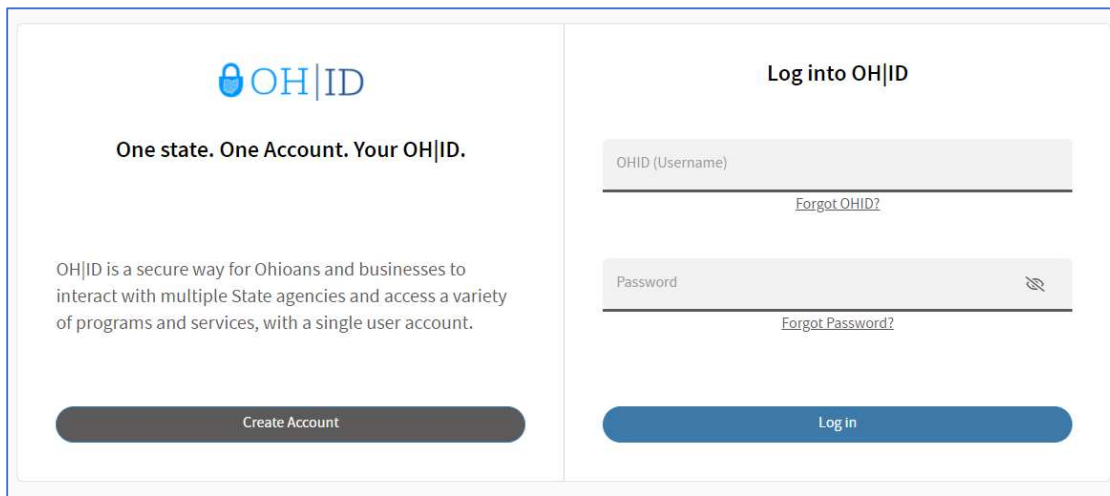 OH|ID
One state. One Account. Your OH|ID.
OH|ID is a secure way for Ohioans and businesses to
interact with multiple State agencies and access a variety
of programs and services, with a single user account.
Create Account
Log into OH|ID
OHID (Username)
Forgot OHID?
Password
Forgot Password?
Log in